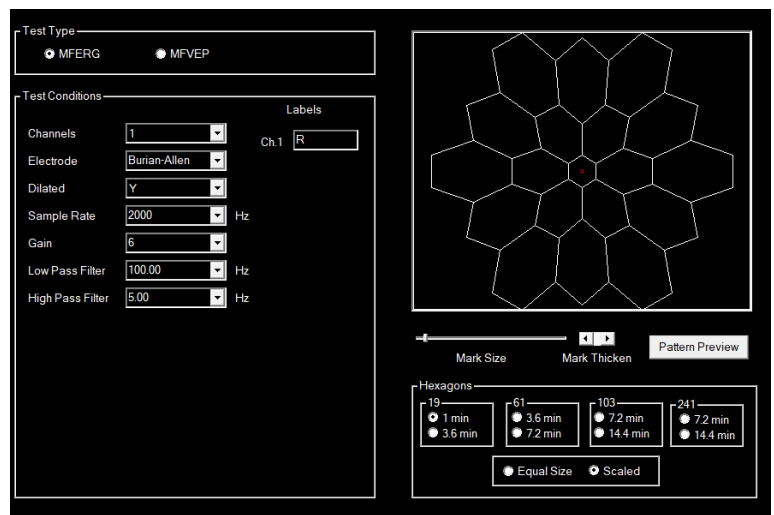 Test Type
MFERG MFVEP
Test Conditions
Labels
Channels 1 Ch.1 R
Electrode Burian-Allen
Dilated Y
Sample Rate 2000 Hz
Gain 6
Low Pass Filter 100.00 Hz
High Pass Filter 5.00 Hz
Mark Size Mark Thicken Pattern Preview
Hexagons
19 61 103 241
1 min 3.6 min 7.2 min 7.2 min
3.6 min 7.2 min 14.4 min 14.4 min
Equal Size Scaled